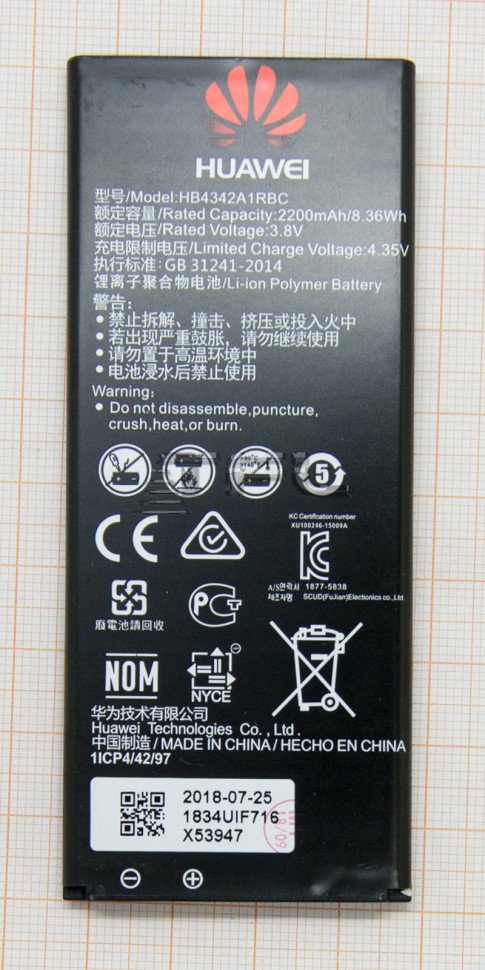 HUAWEI
型号/Model:HB4342A1RBC
额定容量/Rated Capacity:2200mAh/8.36Wh
额定电压/Rated Voltage:3.8V
充电限制电压/Limited Charge Voltage:4.35V
执行标准:GB 31241-2014
锂离子聚合物电池/Li-ion Polymer Battery
警告:
• 禁止拆解、撞击、挤压或投入火中
• 若出现严重鼓胀,请勿继续使用
• 请勿置于高温环境中
• 电池浸水后禁止使用
Warning:
• Do not disassemble,puncture,
crush,heat,or burn.
5
KC Certification number
XU100246-15009A
CE
KC
A/S연락처 1877-5838
제조자명 SCUD(FuJian)Electronics co.,Ltd.
廢電池請回收
PCT
NOM
NYCE
华为技术有限公司
Huawei Technologies Co., Ltd.
中国制造/MADE IN CHINA/HECHO EN CHINA
1ICP4/42/97
2018-07-25
1834UIF716
X53947
18/09
⊖ ⊕